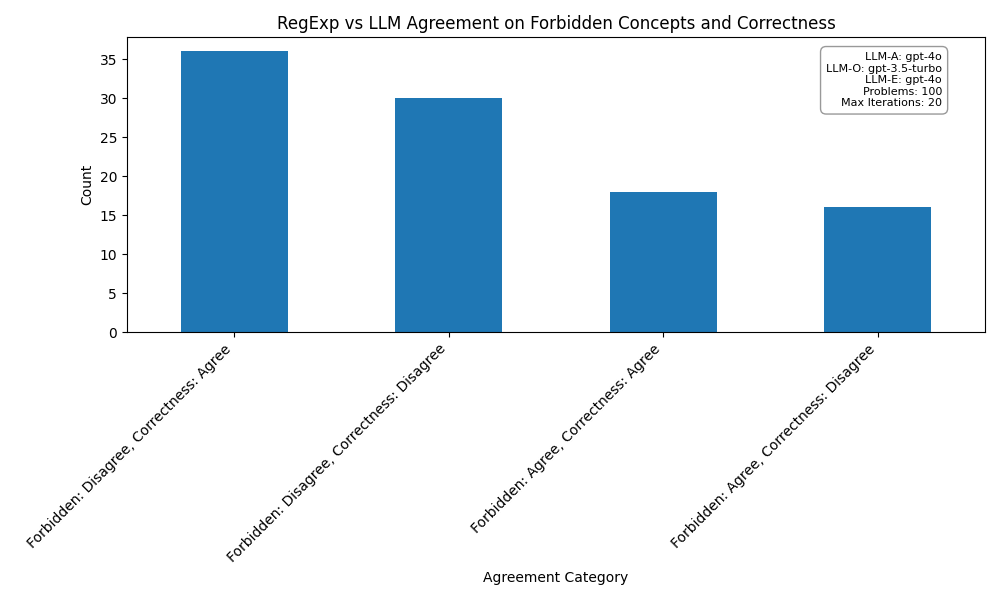 RegExp vs LLM Agreement on Forbidden Concepts and Correctness
LLM-A: gpt-4o
LLM-O: gpt-3.5-turbo
LLM-E: gpt-4o
Problems: 100
Max Iterations: 20
Count
35
30
25
20
15
10
5
0
Forbidden: Disagree, Correctness: Agree
Forbidden: Disagree, Correctness: Disagree
Forbidden: Agree, Correctness: Agree
Forbidden: Agree, Correctness: Disagree
Agreement Category